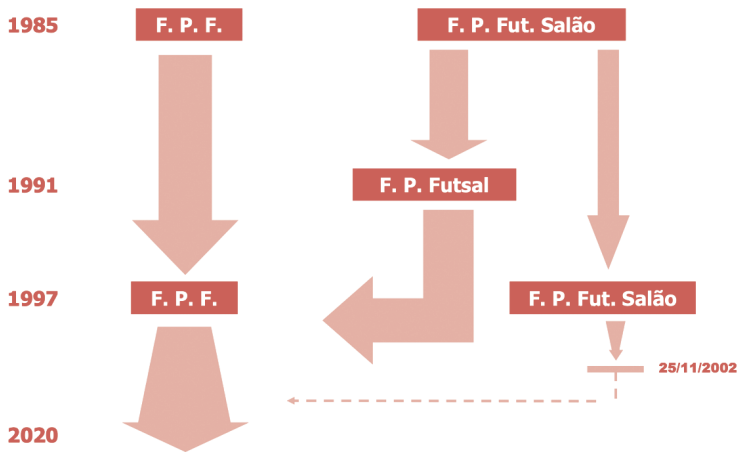 1985
F. P. F.
F. P. Fut. Salão
1991
F. P. Futsal
1997
F. P. F.
F. P. Fut. Salão
25/11/2002
2020